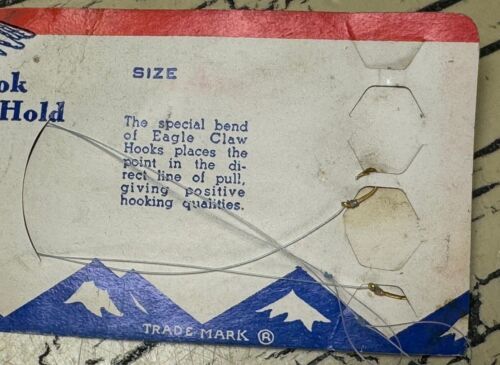 SIZE
ok
Hold
The special bend
of Eagle Claw
Hooks places the
point in the di-
rect line of pull,
giving positive
hooking qualities.
TRADE MARK ®